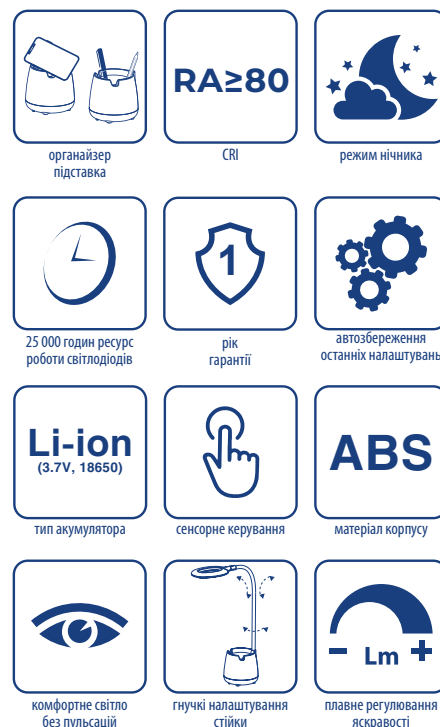 RA≥80
органайзер
підставка
CRI
режим нічника
1
25 000 годин ресурс
роботи світлодіодів
рік
гарантії
автозбереження
останніх налаштувань
Li-ion
(3.7V, 18650)
ABS
тип акумулятора
сенсорне керування
матеріал корпусу
- Lm +
комфортне світло
без пульсацій
гнучкі налаштування
стійки
плавне регулювання
яскравості